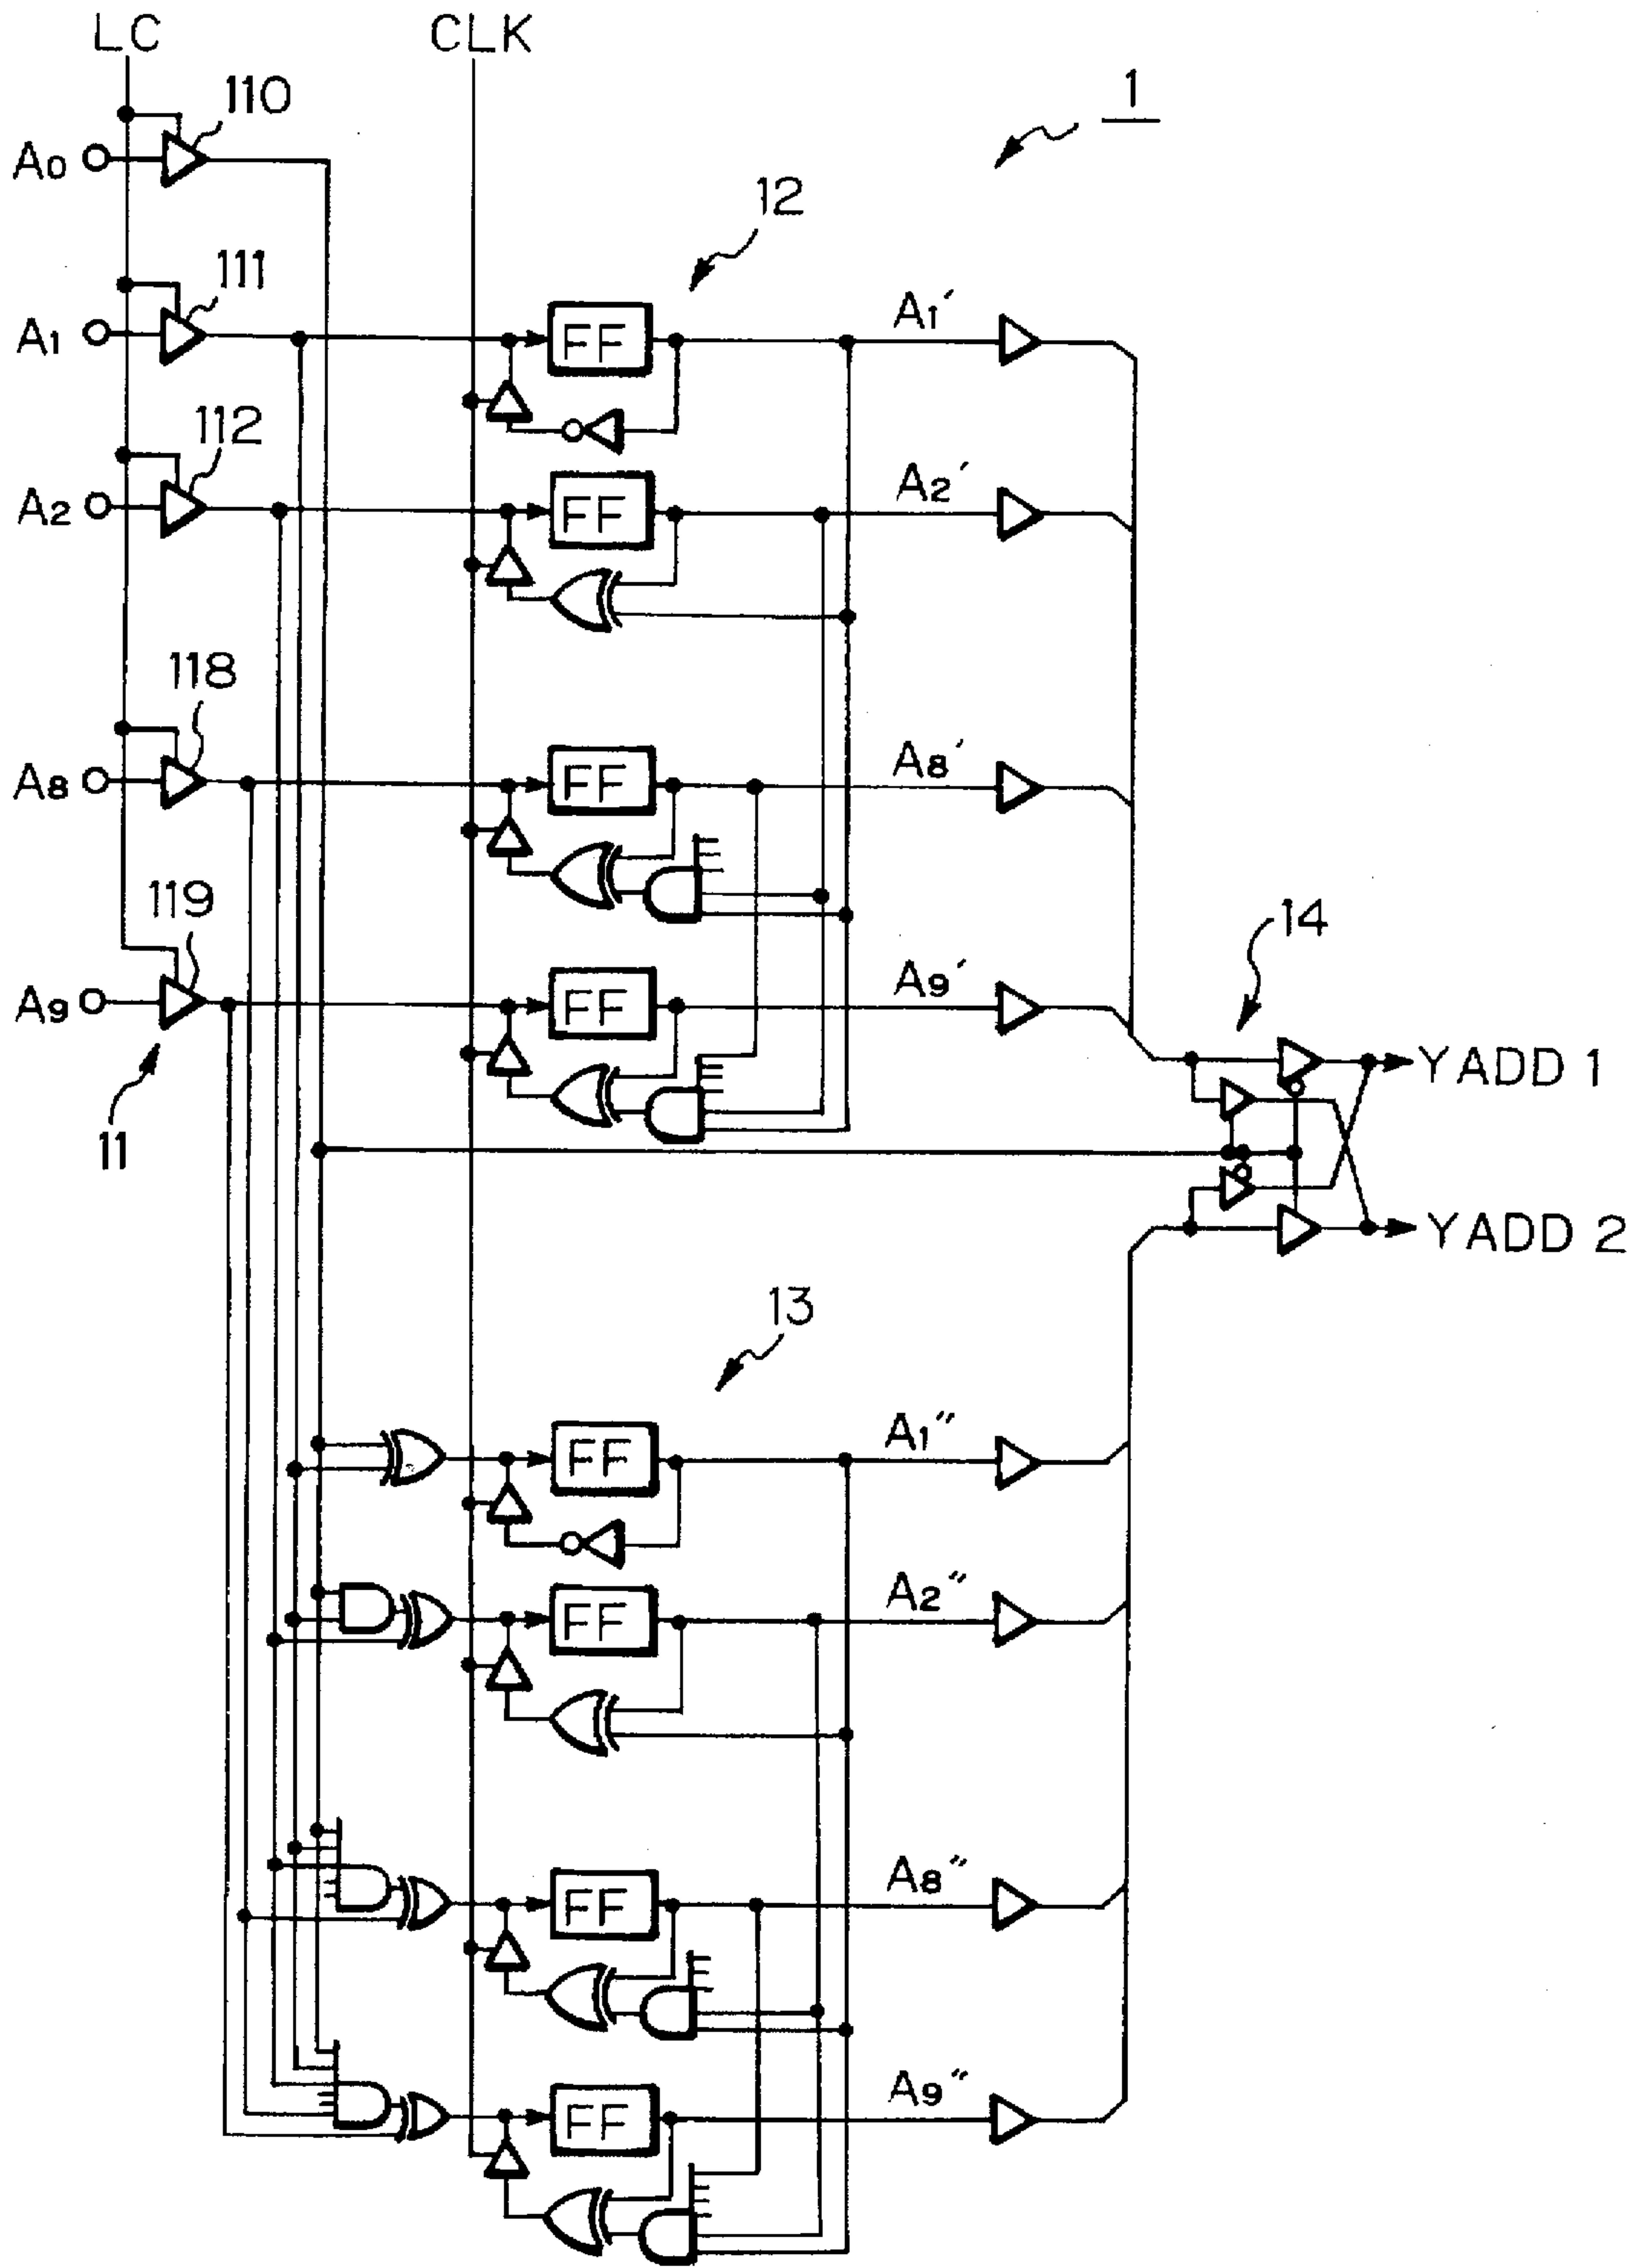 LC CLK
110
1
A0
12
111
FF A1′
A1
112
FF A2′
A2
118
FF A8′
A8
119
14
FF A9′
A9
YADD 1
11
YADD 2
13
FF A1″
FF A2″
FF A8″
FF A9″